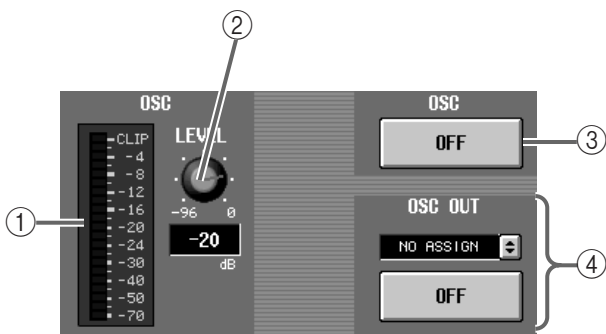 ②
OSC
CLIP
-4
-8
-12
-16
-20
-24
-30
-40
-50
-70
①
LEVEL
-96 0
-20
dB
OSC
OFF
③
OSC OUT
NO ASSIGN
OFF
④